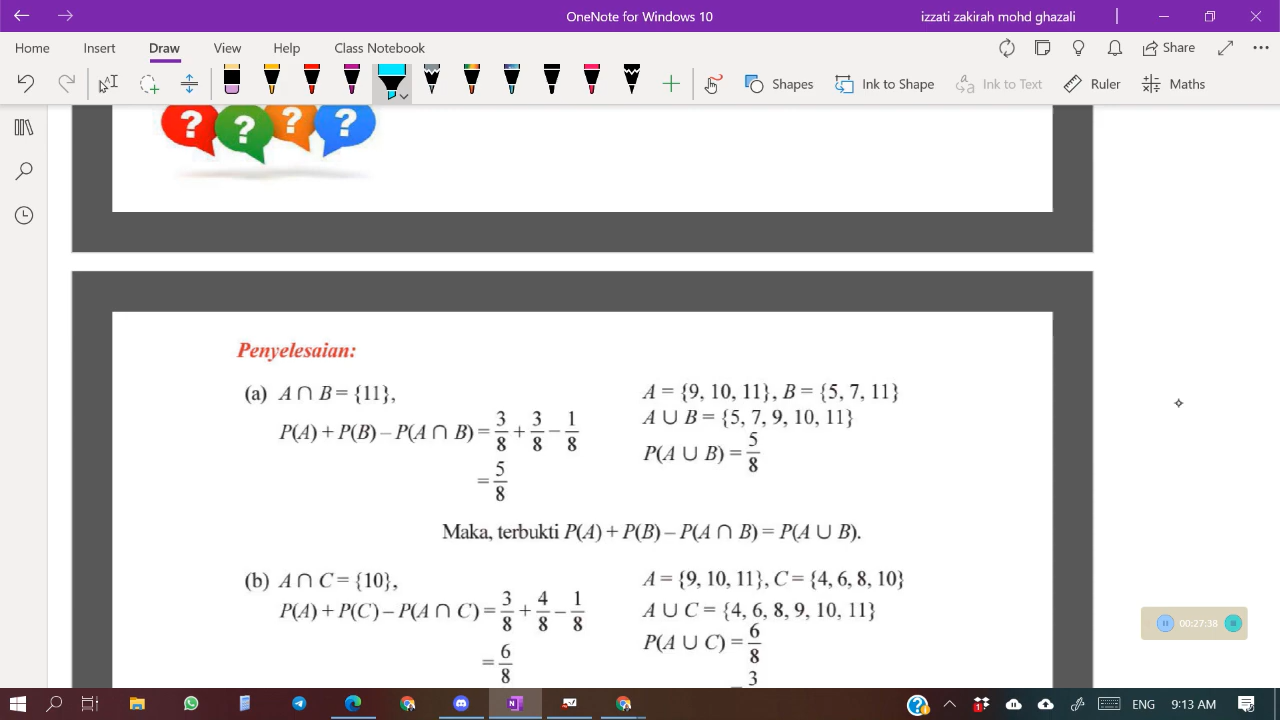 OneNote for Windows 10
izzati zakirah mohd ghazali
Home Insert Draw View Help Class Notebook
Share
Shapes
Ink to Shape
Ink to Text
Ruler
Maths
? ? ? ?
Penyelesaian:
(a) A ∩ B = {11},
P(A) + P(B) – P(A ∩ B) = 3/8 + 3/8 – 1/8
= 5/8
A = {9, 10, 11}, B = {5, 7, 11}
A ∪ B = {5, 7, 9, 10, 11}
P(A ∪ B) = 5/8
Maka, terbukti P(A) + P(B) – P(A ∩ B) = P(A ∪ B).
(b) A ∩ C = {10},
P(A) + P(C) – P(A ∩ C) = 3/8 + 4/8 – 1/8
= 6/8
A = {9, 10, 11}, C = {4, 6, 8, 10}
A ∪ C = {4, 6, 8, 9, 10, 11}
P(A ∪ C) = 6/8
= 3
00:27:38
ENG 9:13 AM